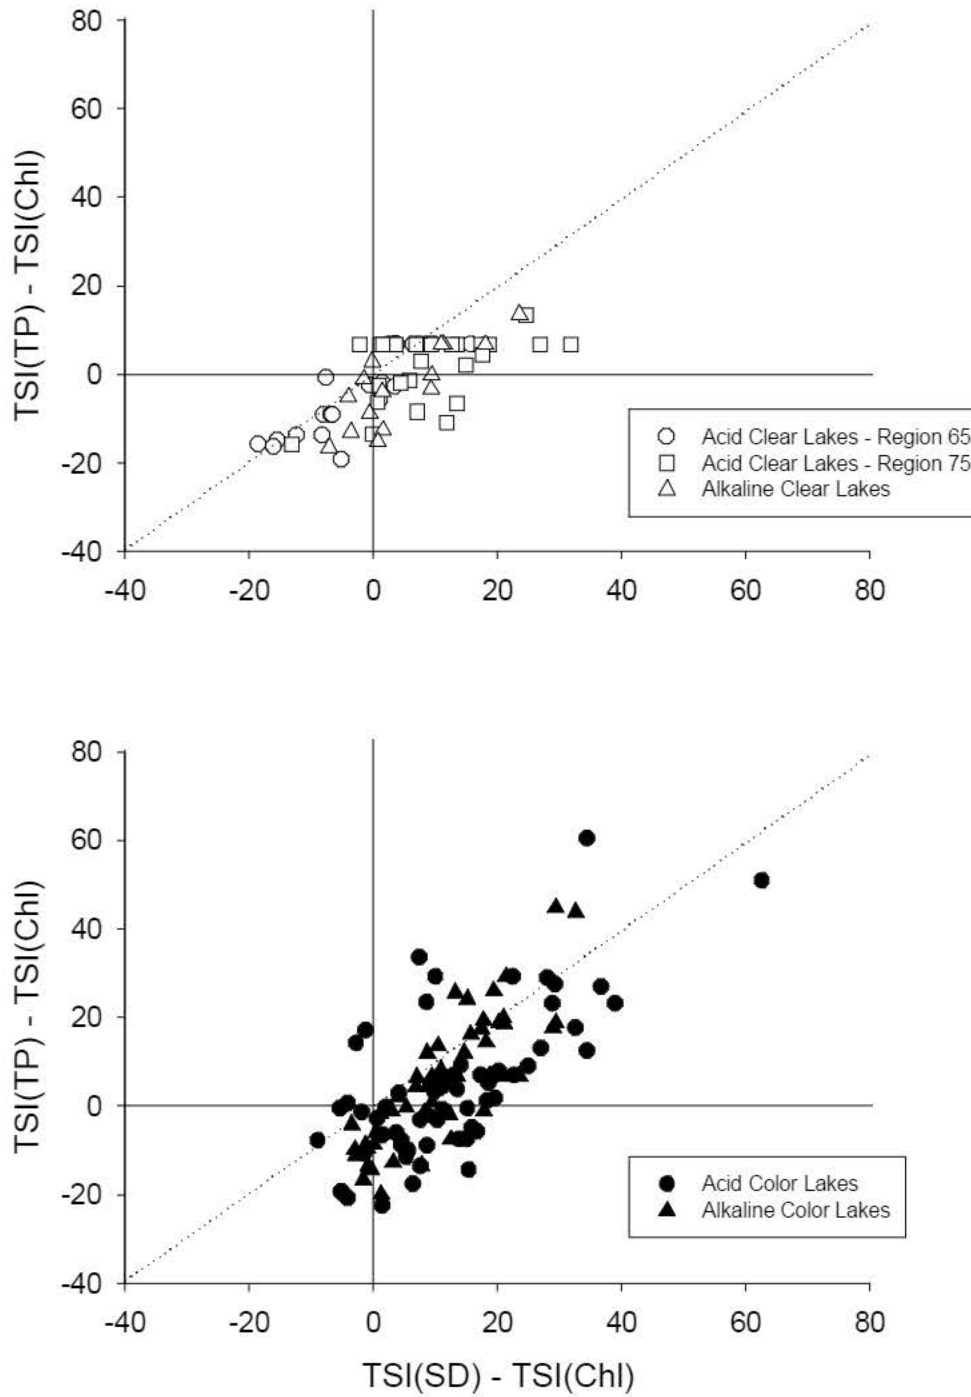 80
60
40
20
0
-20
-40
-40 0 -20 20 40 60 80
TSI(TP) - TSI(Chl)
Acid Clear Lakes - Region 65
Acid Clear Lakes - Region 75
Alkaline Clear Lakes
80
60
40
20
0
-20
-40
-40 -20 0 20 40 60 80
TSI(TP) - TSI(Chl)
Acid Color Lakes
Alkaline Color Lakes
TSI(SD) - TSI(Chl)